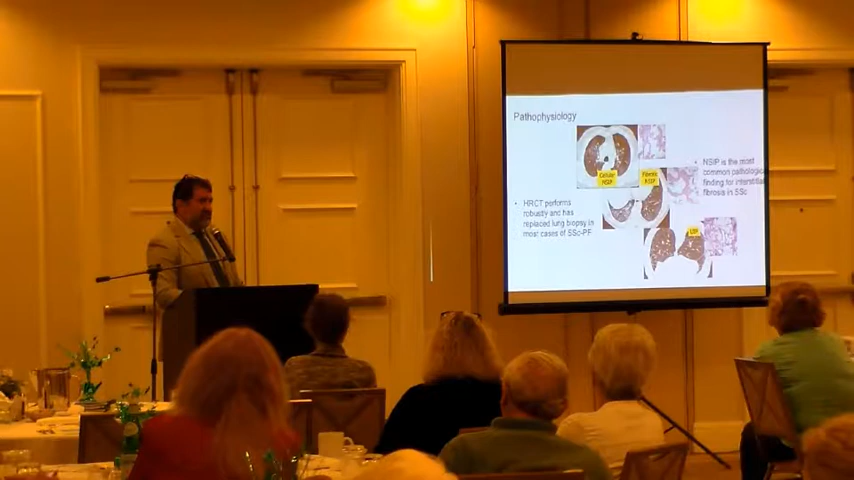 Pathophysiology
Cellular
NSIP
Fibrotic
NSIP
• NSIP is the most
common pathological
finding for interstitial
fibrosis in SSc
• HRCT performs
robustly and has
replaced lung biopsy in
most cases of SSc-PF
UIP